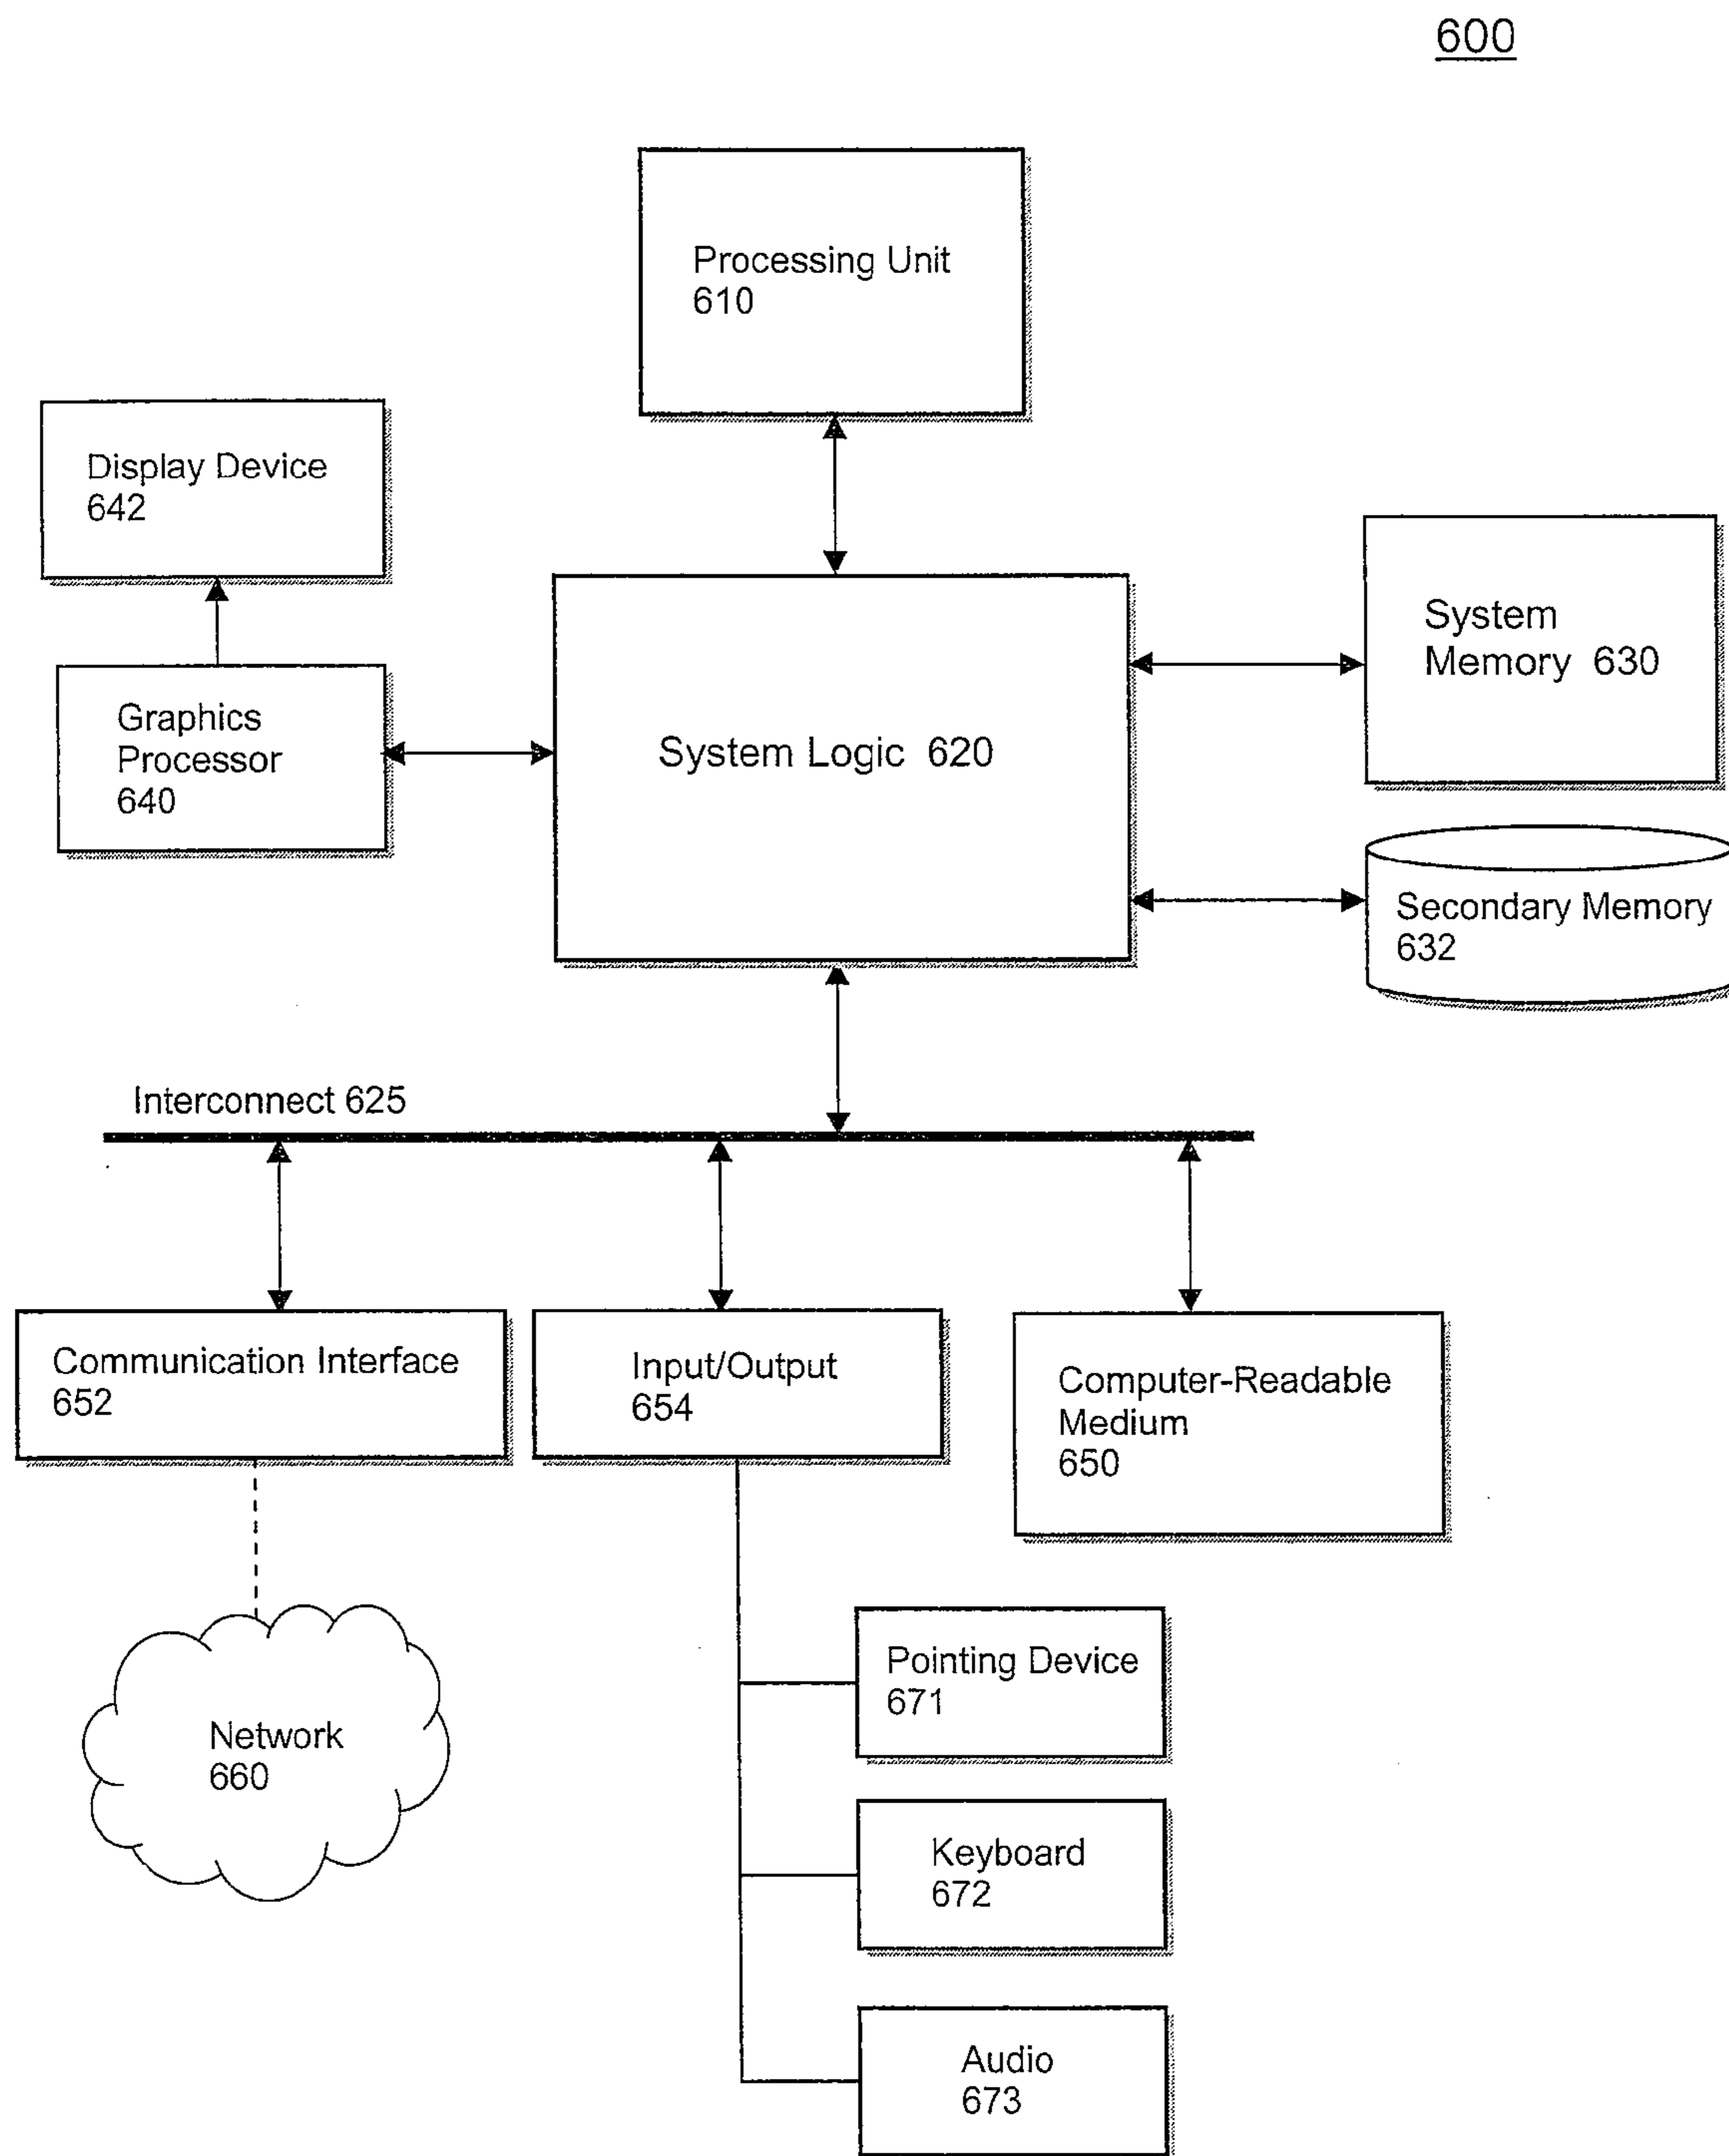 600
Processing Unit
610
Display Device
642
System
Memory 630
Graphics
Processor
640
System Logic 620
Secondary Memory
632
Interconnect 625
Communication Interface
652
Input/Output
654
Computer-Readable
Medium
650
Pointing Device
671
Network
660
Keyboard
672
Audio
673